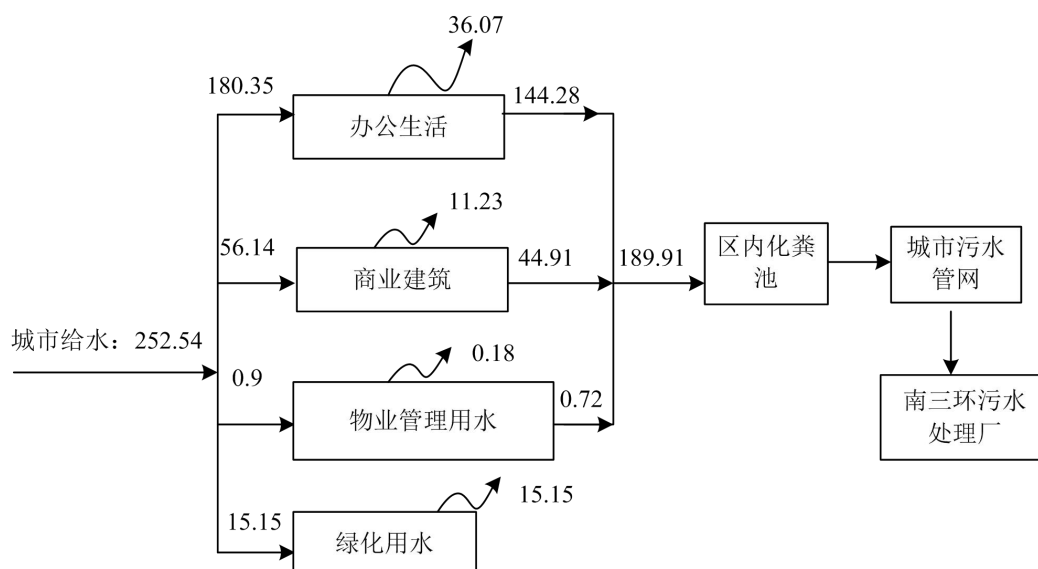 36.07
180.35
144.28
办公生活
11.23
56.14
44.91
189.91
商业建筑
区内化粪
池
城市污水
管网
城市给水：252.54
0.18
0.9
0.72
物业管理用水
南三环污水
处理厂
15.15
15.15
绿化用水